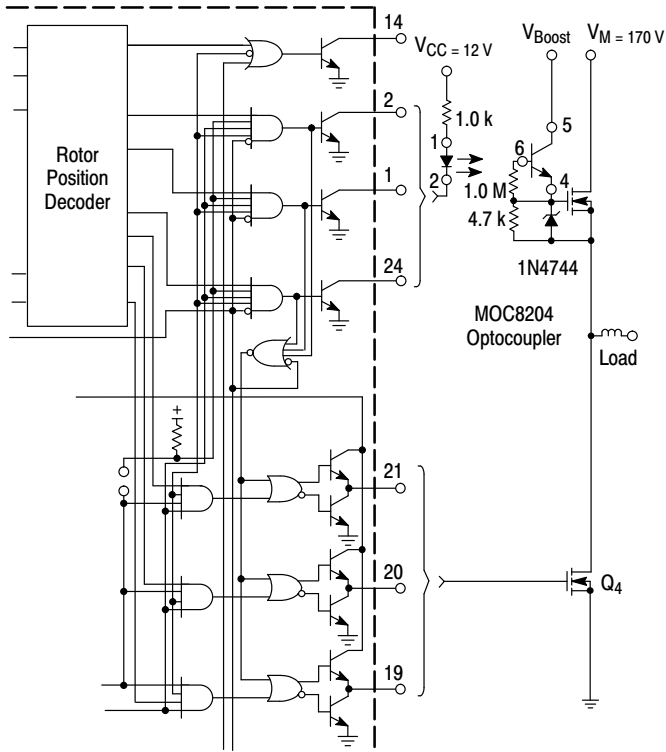 14
V_CC = 12 V
V_Boost
V_M = 170 V
2
1.0 k
1
2
5
6
4
1.0 M
4.7 k
Rotor
Position
Decoder
1
24
1N4744
MOC8204
Optocoupler
Load
+
21
20
Q4
19